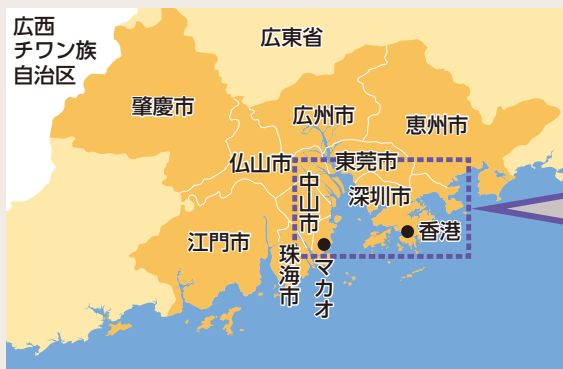 広西
チワン族
自治区
広東省
肇慶市
広州市
恵州市
仏山市
東莞市
中山市
深圳市
江門市
香港
珠海市
マカオ